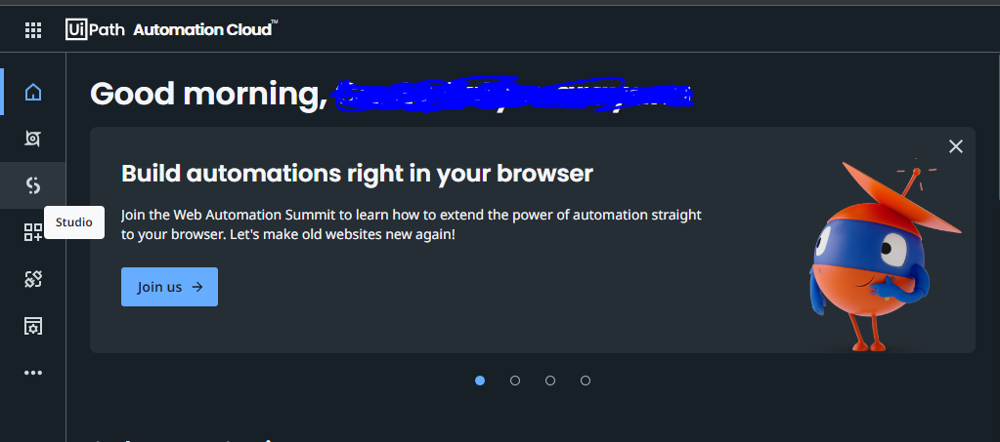 UiPath Automation Cloud™
Good morning,
Build automations right in your browser
Join the Web Automation Summit to learn how to extend the power of automation straight
to your browser. Let's make old websites new again!
Studio
Join us →